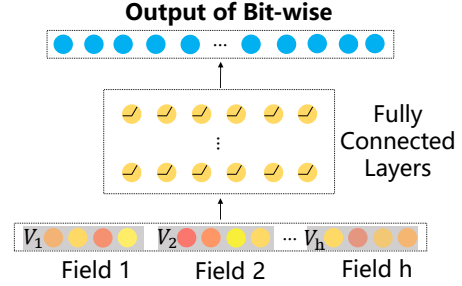 Output of Bit-wise
...
Fully
Connected
Layers
...
V1 V2 ... Vh
Field 1 Field 2 Field h